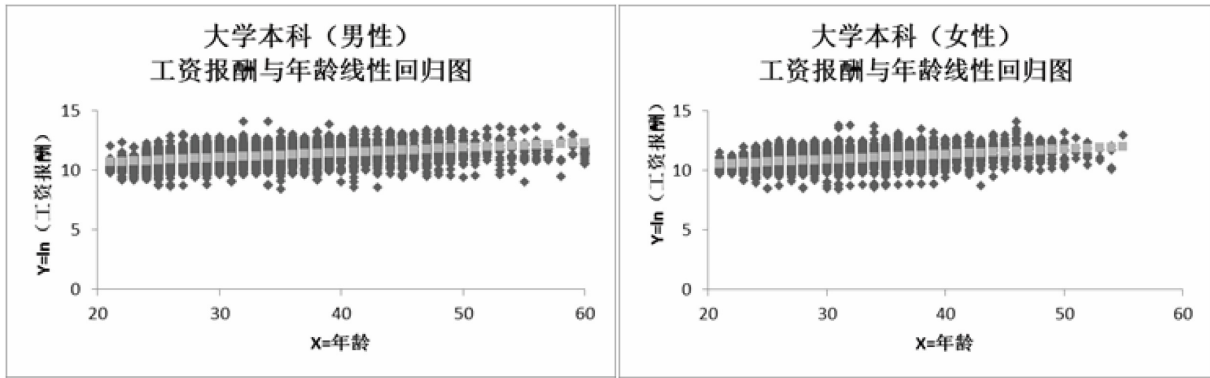 大学本科（男性）
工资报酬与年龄线性回归图
Y=ln（工资报酬）
15
10
5
0
20 30 40 50 60
X=年龄
大学本科（女性）
工资报酬与年龄线性回归图
Y=ln（工资报酬）
15
10
5
0
20 30 40 50 60
X=年龄